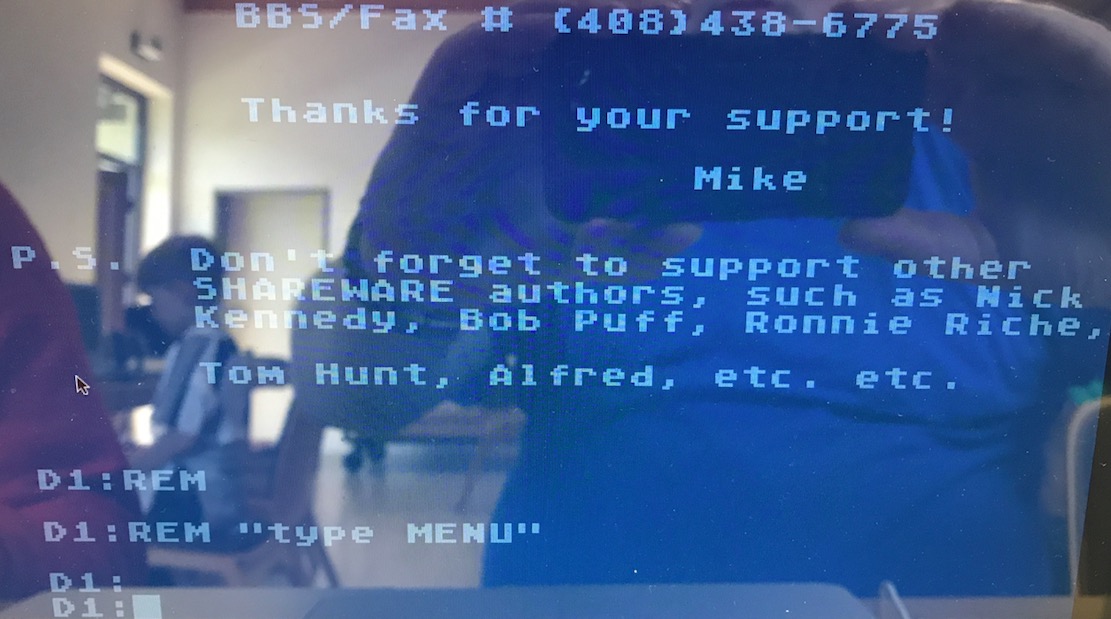 BBS/Fax # (408)438-6775
Thanks for your support!
Mike
P.S. Don't forget to support other
SHAREWARE authors, such as Nick
Kennedy, Bob Puff, Ronnie Riche,
Tom Hunt, Alfred, etc. etc.
D1:REM
D1:REM "type MENU"
D1:
D1: